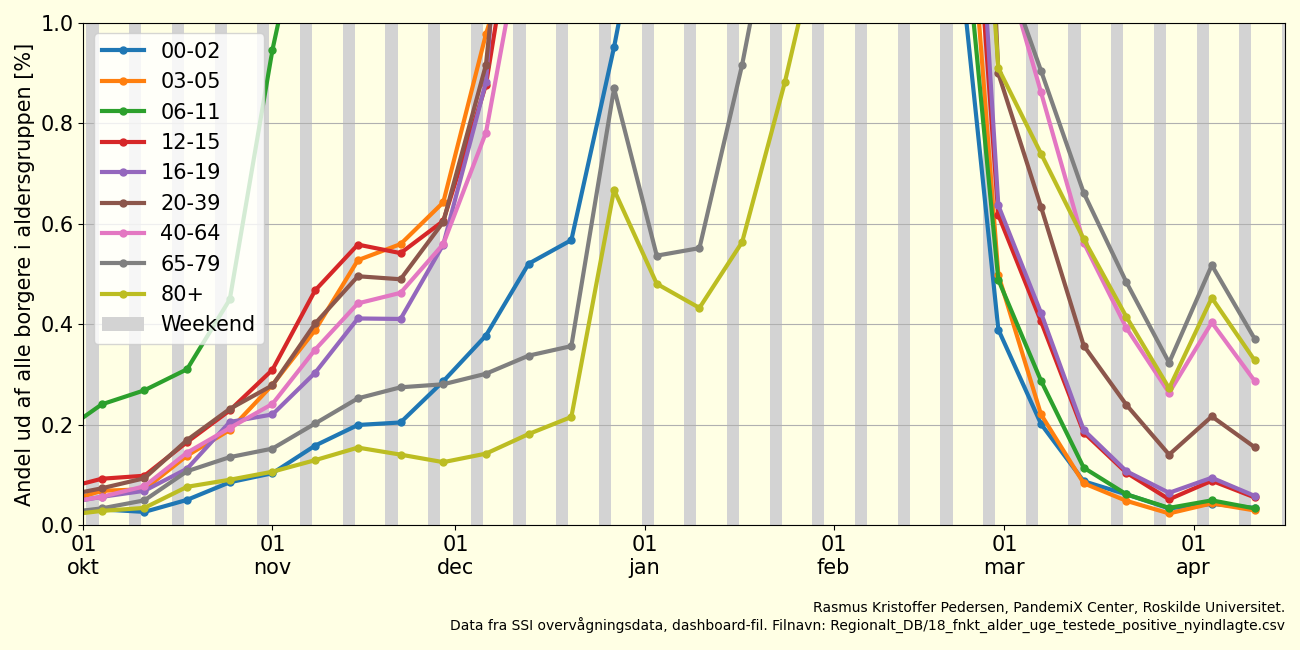 Andel ud af alle borgere i aldersgruppen [%]
1.0
0.8
0.6
0.4
0.2
0.0
00-02
03-05
06-11
12-15
16-19
20-39
40-64
65-79
80+
Weekend
01 01 01 01 01 01 01
okt nov dec jan feb mar apr
Rasmus Kristoffer Pedersen, PandemiX Center, Roskilde Universitet.
Data fra SSI overvågningsdata, dashboard-fil. Filnavn: Regionalt_DB/18_fnkt_alder_uge_testede_positive_nyindlagte.csv